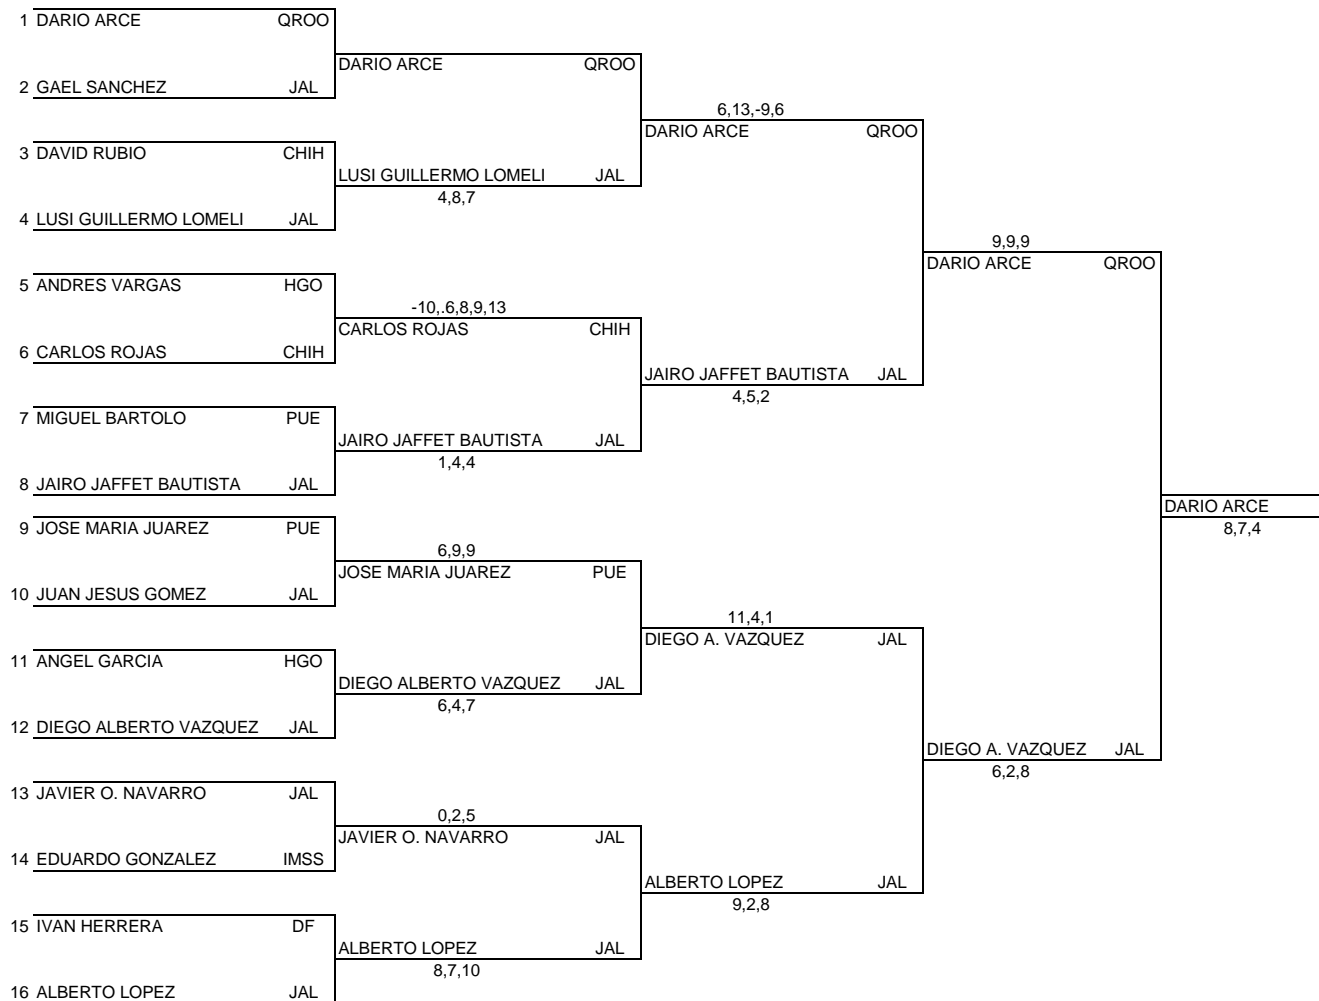 1 DARIO ARCE QROO
DARIO ARCE QROO
2 GAEL SANCHEZ JAL
6,13,-9,6
DARIO ARCE QROO
3 DAVID RUBIO CHIH
LUSI GUILLERMO LOMELI JAL
4,8,7
4 LUSI GUILLERMO LOMELI JAL
9,9,9
DARIO ARCE QROO
5 ANDRES VARGAS HGO
-10,.6,8,9,13
CARLOS ROJAS CHIH
6 CARLOS ROJAS CHIH
JAIRO JAFFET BAUTISTA JAL
4,5,2
7 MIGUEL BARTOLO PUE
JAIRO JAFFET BAUTISTA JAL
1,4,4
8 JAIRO JAFFET BAUTISTA JAL
DARIO ARCE
8,7,4
9 JOSE MARIA JUAREZ PUE
6,9,9
JOSE MARIA JUAREZ PUE
10 JUAN JESUS GOMEZ JAL
11,4,1
DIEGO A. VAZQUEZ JAL
11 ANGEL GARCIA HGO
DIEGO ALBERTO VAZQUEZ JAL
6,4,7
12 DIEGO ALBERTO VAZQUEZ JAL
DIEGO A. VAZQUEZ JAL
6,2,8
13 JAVIER O. NAVARRO JAL
0,2,5
JAVIER O. NAVARRO JAL
14 EDUARDO GONZALEZ IMSS
ALBERTO LOPEZ JAL
9,2,8
15 IVAN HERRERA DF
ALBERTO LOPEZ JAL
8,7,10
16 ALBERTO LOPEZ JAL